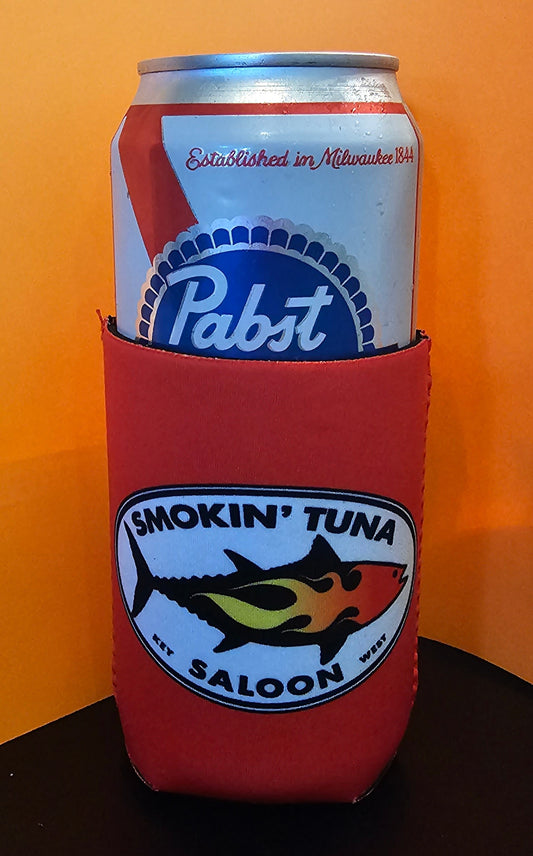 Established in Milwaukee 1844
Pabst
SMOKIN' TUNA
KEY WEST
SALOON